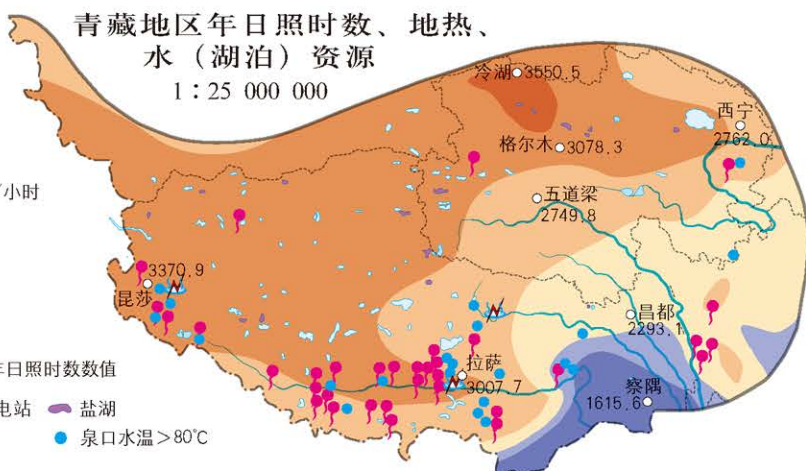 青藏地区年日照时数、地热、
水（湖泊）资源
1：25 000 000
冷湖 3550.5
西宁
2762.0
格尔木 3078.3
小时
五道梁
2749.8
3370.9
昆莎
昌都
2293.1
年日照时数数值
拉萨
3007.7
电站 盐湖
察隅
1615.6
泉口水温＞80℃